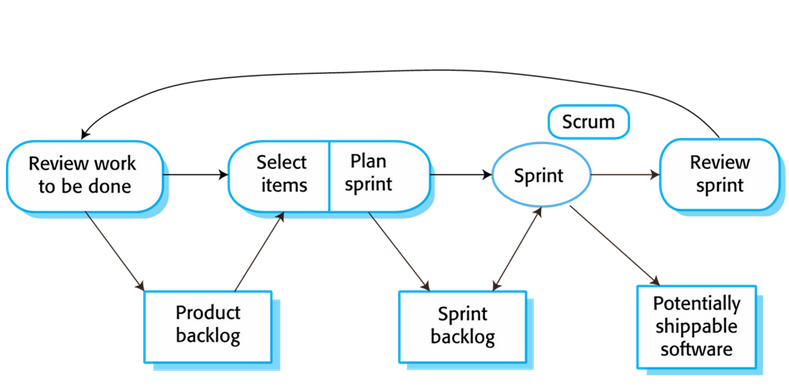 Scrum
Review work
to be done
Select
items
Plan
sprint
Sprint
Review
sprint
Product
backlog
Sprint
backlog
Potentially
shippable
software